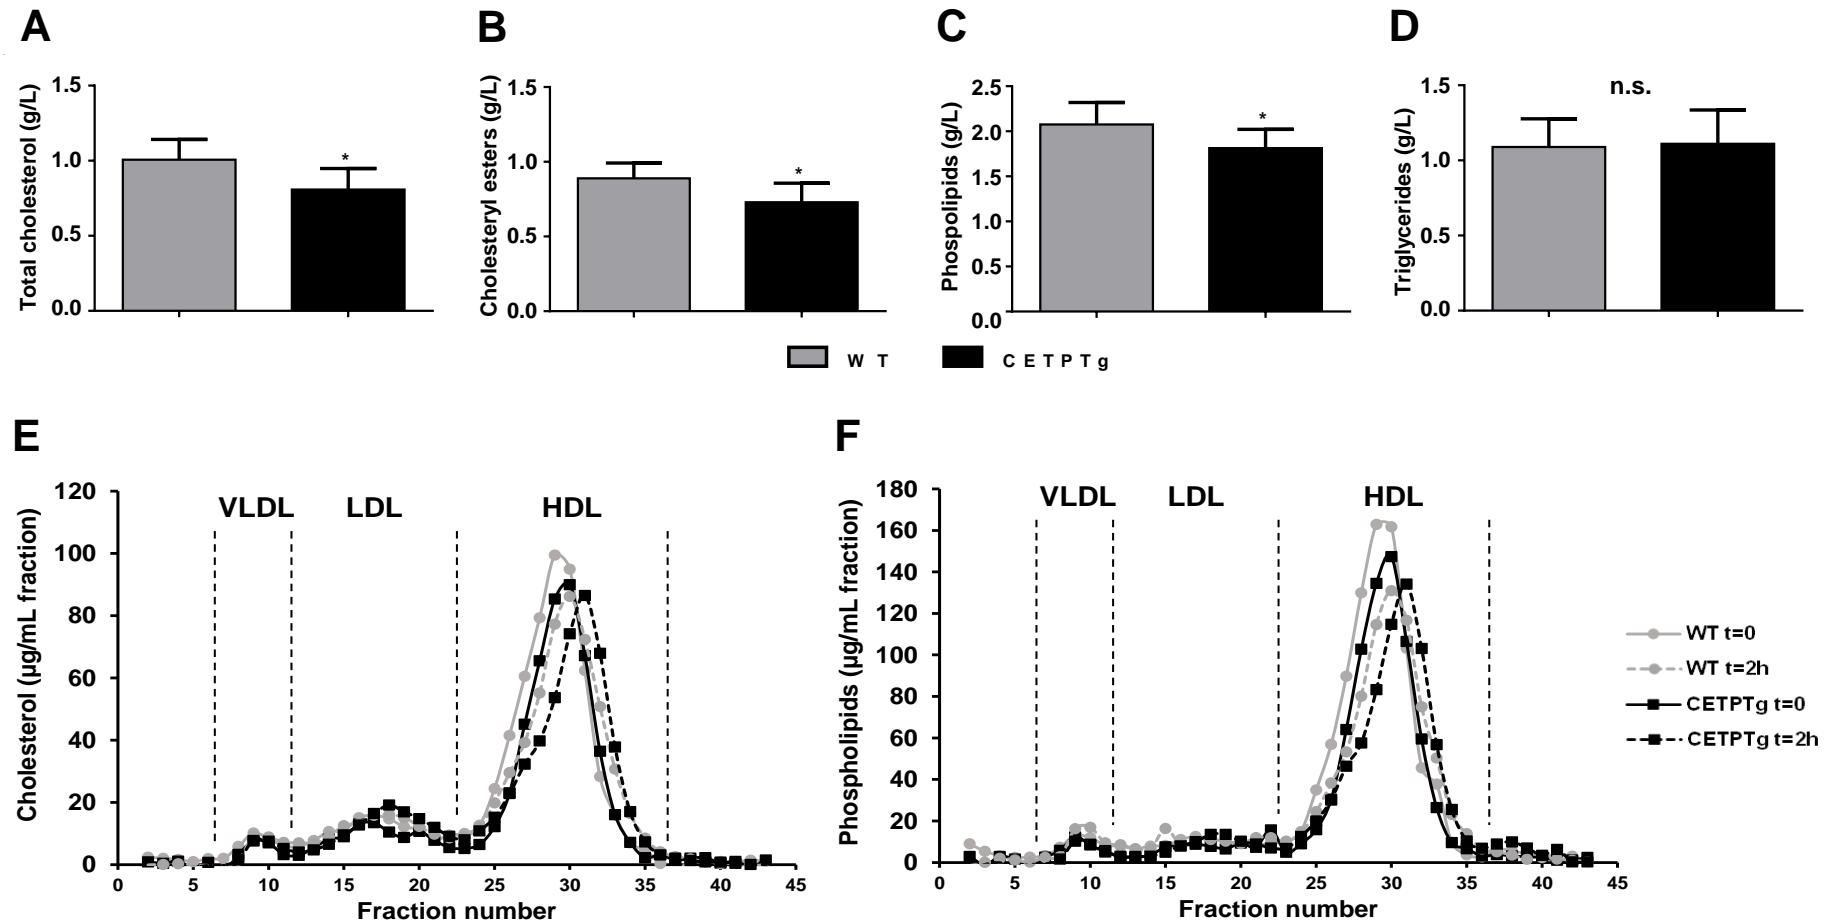 A
B
C
D
Total cholesterol (g/L)
1.5
1.0
0.5
0.0
*
Cholesteryl esters (g/L)
1.5
1.0
0.5
0.0
*
Phospolipids (g/L)
2.5
2.0
1.5
1.0
0.5
0.0
*
Triglycerides (g/L)
1.5
1.0
0.5
0.0
n.s.
WT
CETPTg
E
Cholesterol (µg/mL fraction)
120
100
80
60
40
20
0
VLDL LDL HDL
0 5 10 15 20 25 30 35 40 45
Fraction number
F
Phospholipids (µg/mL fraction)
180
160
140
120
100
80
60
40
20
0
VLDL LDL HDL
0 5 10 15 20 25 30 35 40 45
Fraction number
WT t=0
WT t=2h
CETPTg t=0
CETPTg t=2h